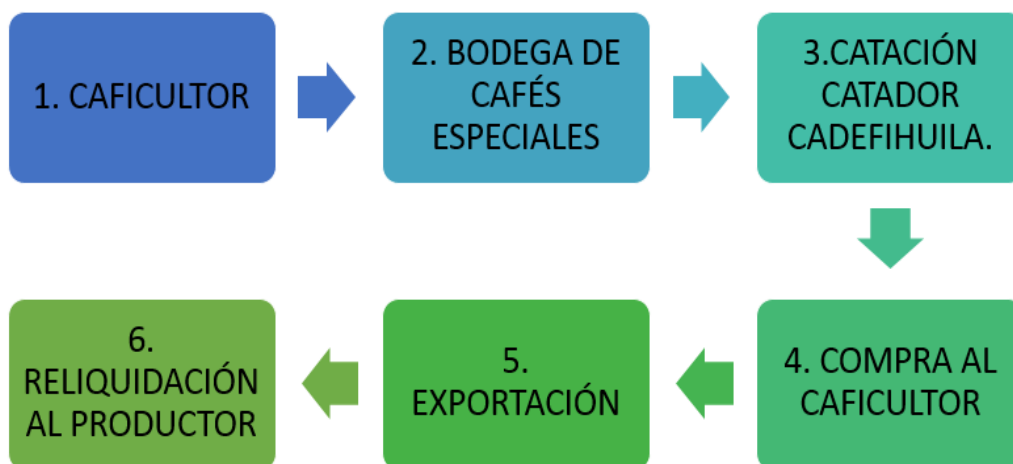 1. CAFICULTOR
2. BODEGA DE
CAFÉS
ESPECIALES
3.CATACIÓN
CATADOR
CADEFIHUILA.
4. COMPRA AL
CAFICULTOR
5.
EXPORTACIÓN
6.
RELIQUIDACIÓN
AL PRODUCTOR